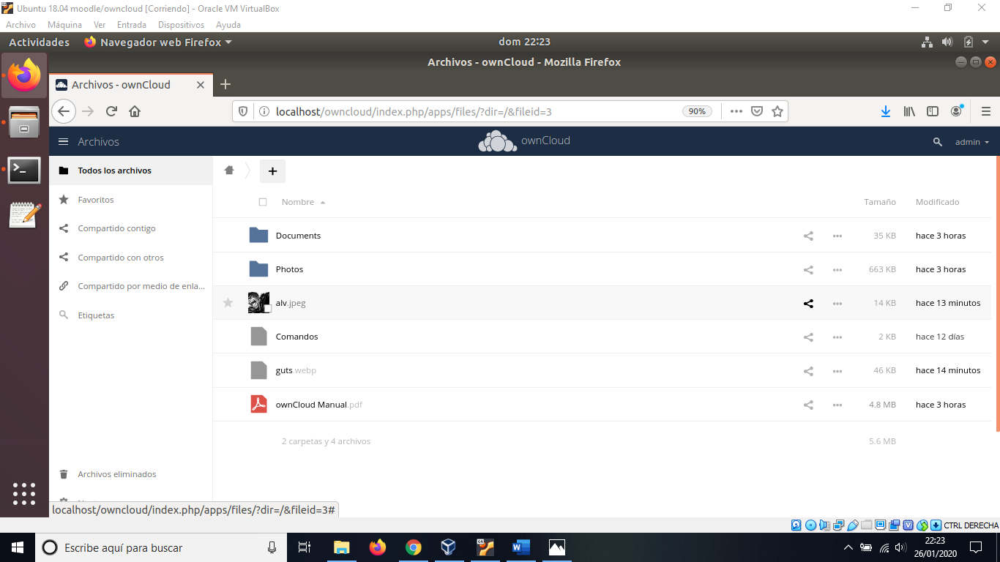 Ubuntu 18.04 moodle/owncloud [Corriendo] - Oracle VM VirtualBox
Archivo Máquina Ver Entrada Dispositivos Ayuda
Actividades Navegador web Firefox dom 22:23
Archivos - ownCloud - Mozilla Firefox
Archivos - ownCloud
localhost/owncloud/index.php/apps/files/?dir=/&fileid=3 90%
Archivos ownCloud admin
Todos los archivos
Favoritos
Compartido contigo
Compartido con otros
Compartido por medio de enla...
Etiquetas
Archivos eliminados
Nombre Tamaño Modificado
Documents 35 KB hace 3 horas
Photos 663 KB hace 3 horas
alv.jpeg 14 KB hace 13 minutos
Comandos 2 KB hace 12 días
guts.webp 46 KB hace 14 minutos
ownCloud Manual.pdf 4.8 MB hace 3 horas
2 carpetas y 4 archivos 5.6 MB
localhost/owncloud/index.php/apps/files/?dir=/&fileid=3#
CTRL DERECHA
Escribe aquí para buscar
22:23
26/01/2020